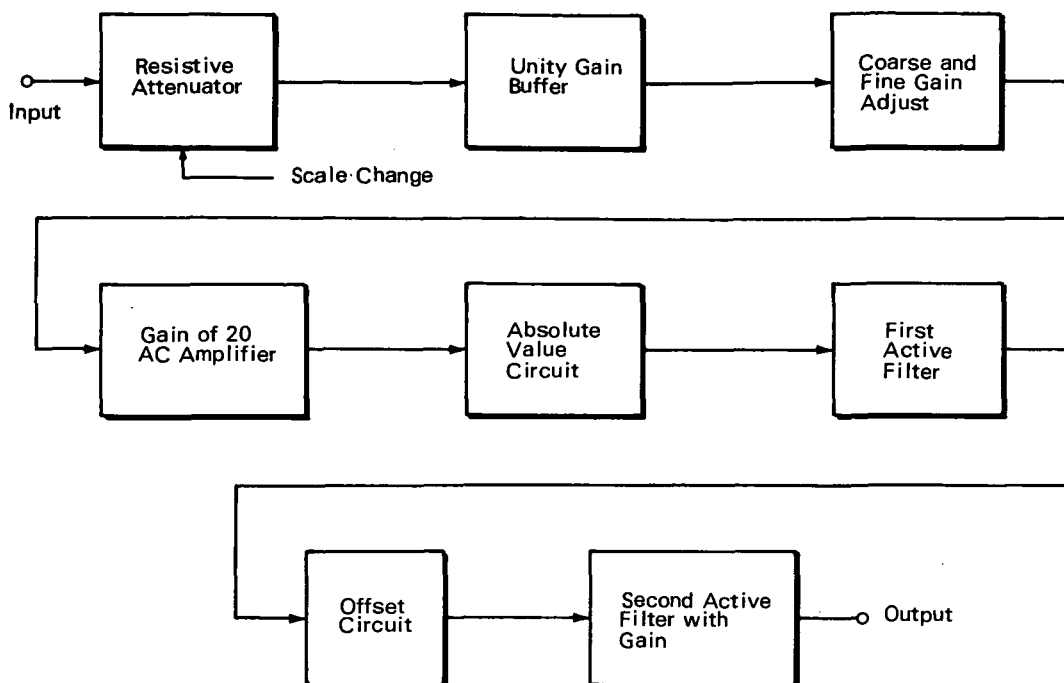 Resistive
Attenuator
Unity Gain
Buffer
Coarse and
Fine Gain
Adjust
Input
Scale Change
Gain of 20
AC Amplifier
Absolute
Value
Circuit
First
Active
Filter
Offset
Circuit
Second Active
Filter with
Gain
Output